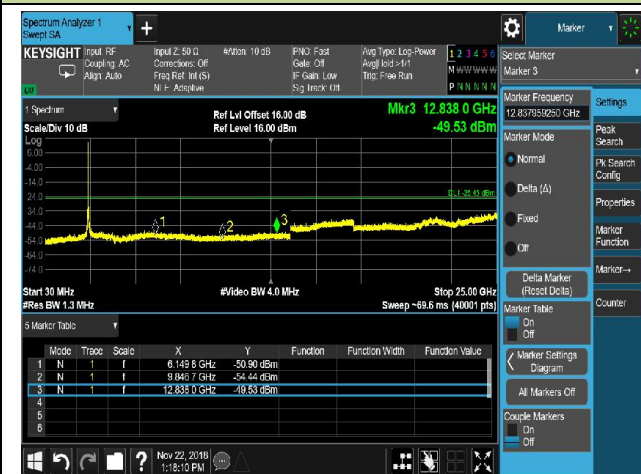 Spectrum Analyzer 1
Swept SA
+
Marker
KEYSIGHT
Input: RF
Coupling: AC
Align: Auto
Input Z: 50 Ω
Corrections: Off
Freq Ref: Int (S)
NFE: Adaptive
#Atten: 10 dB
PNO: Fast
Gate: Off
IF Gain: Low
Sig Track: Off
Avg Type: Log-Power
Avg|Hold >1/1
Trig: Free Run
1 2 3 4 5 6
M W W W W W
P N N N N N
Select Marker
Marker 3
1 Spectrum
Scale/Div 10 dB
Ref Lvl Offset 16.00 dB
Ref Level 16.00 dBm
Mkr3 12.838 0 GHz
-49.53 dBm
Log
6.00
-4.00
-14.0
-24.0
-34.0
-44.0
-54.0
-64.0
-74.0
1
2
3
Start 30 MHz
#Video BW 4.0 MHz
Stop 25.00 GHz
#Res BW 1.3 MHz
Sweep ~69.6 ms (40001 pts)
5 Marker Table
Mode Trace Scale X Y Function Function Width Function Value
1 N 1 f 6.149 8 GHz -50.90 dBm
2 N 1 f 9.846 7 GHz -54.44 dBm
3 N 1 f 12.838 0 GHz -49.53 dBm
4
5
6
Nov 22, 2018
1:18:10 PM
Marker Frequency
12.837959250 GHz
Marker Mode
Normal
Delta (Δ)
Fixed
Off
Delta Marker
(Reset Delta)
Marker Table
On
Off
Marker Settings
Diagram
All Markers Off
Couple Markers
On
Off
Settings
Peak
Search
Pk Search
Config
Properties
Marker
Function
Marker→
Counter